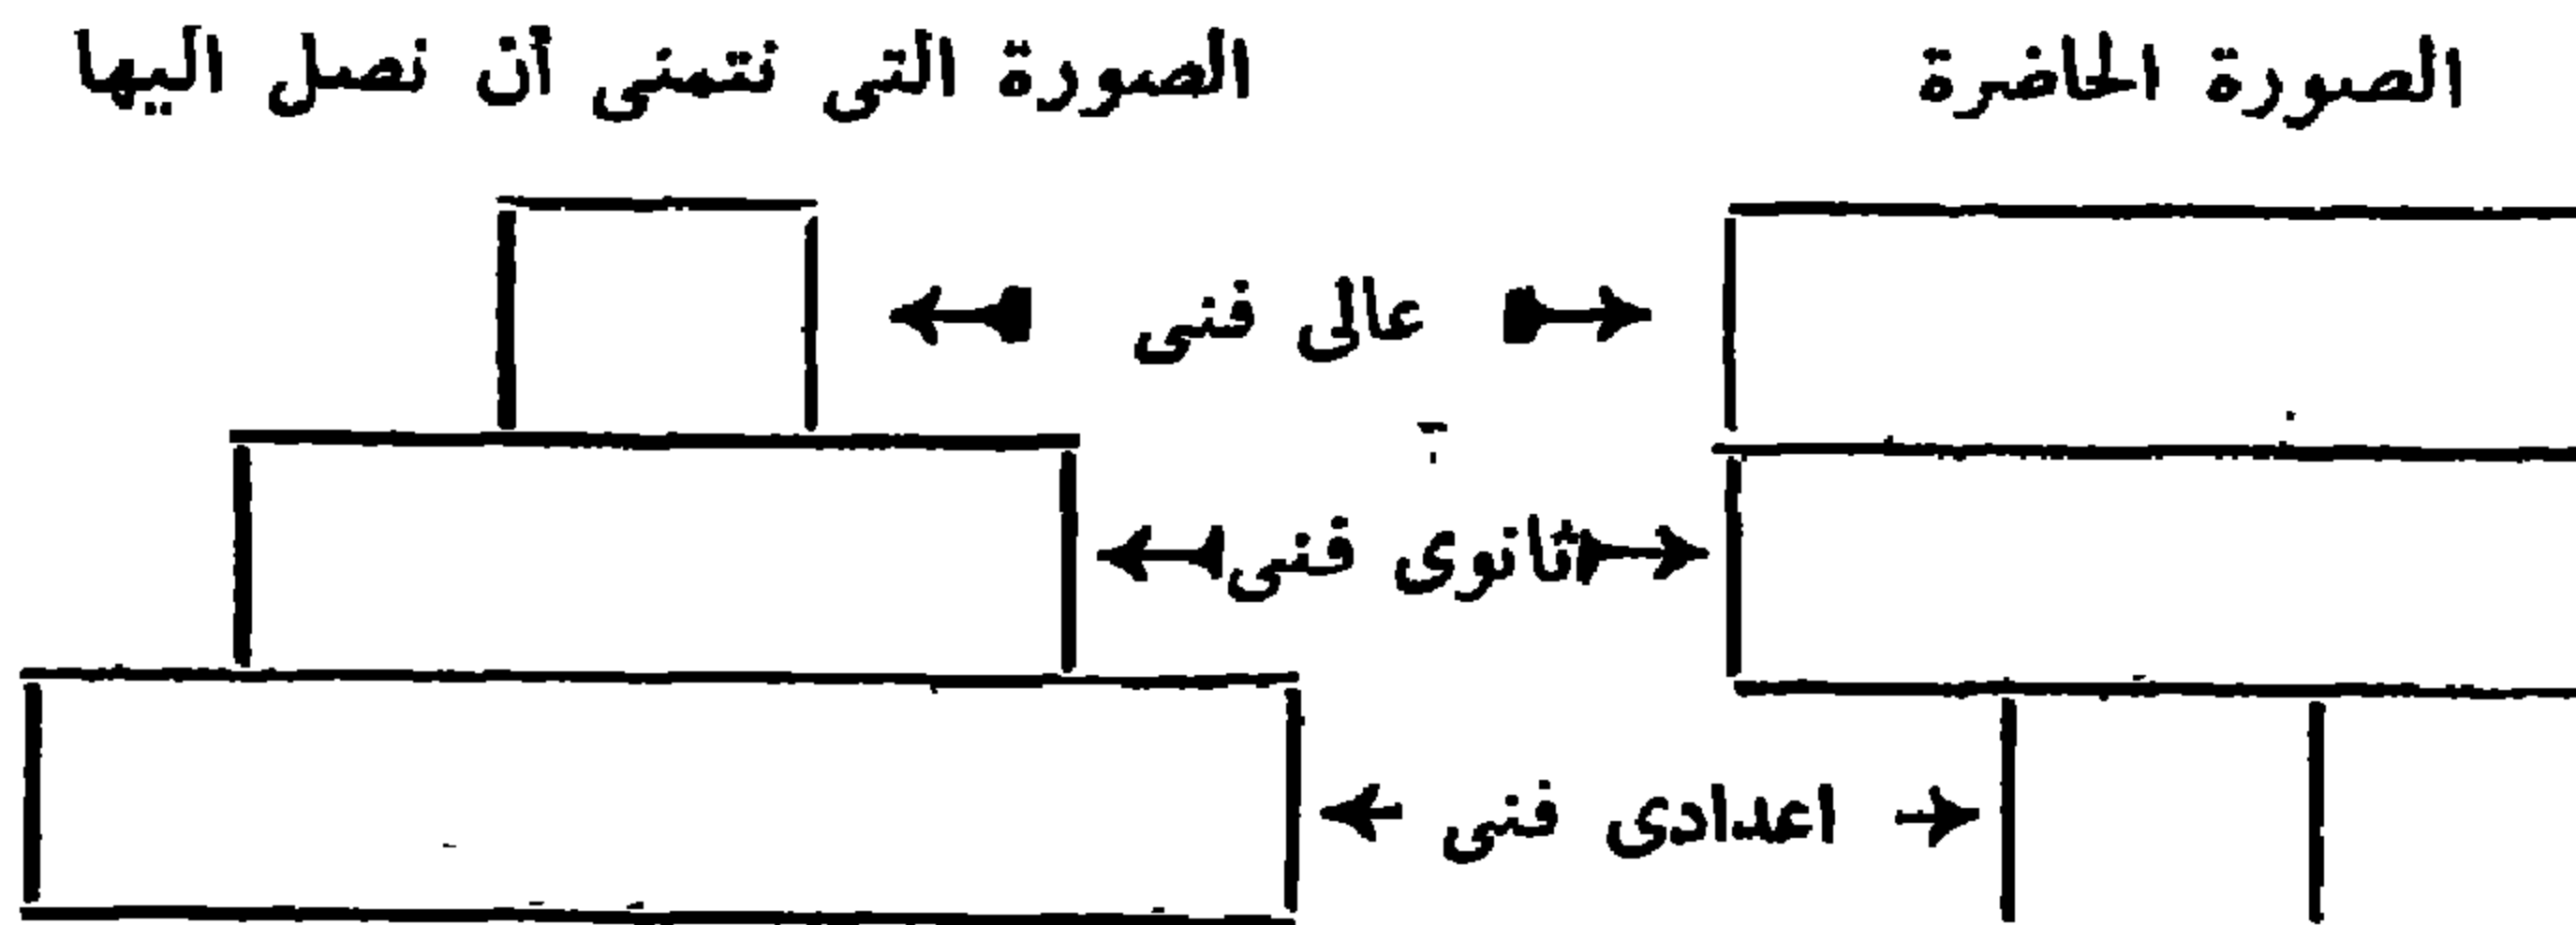 الصورة الحاضرة
الصورة التى نتمنى أن نصل اليها
عالى فنى
ثانوى فنى
اعدادى فنى